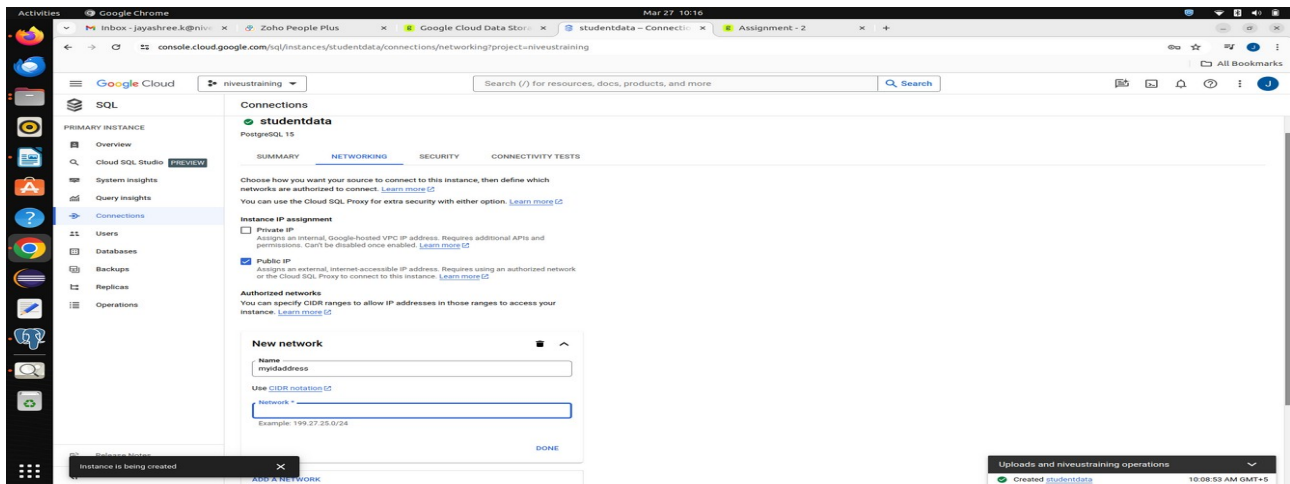 Activities
Google Chrome
Mar 27 10:16
Inbox - jayashree.k@nive
Zoho People Plus
Google Cloud Data Store
studentdata – Connectio
Assignment - 2
console.cloud.google.com/sql/instances/studentdata/connections/networking?project=niveustraining
All Bookmarks
Google Cloud
niveustraining
Search (/) for resources, docs, products, and more
Search
J
SQL
Connections
studentdata
PostgreSQL 15
PRIMARY INSTANCE
Overview
Cloud SQL Studio PREVIEW
System insights
Query insights
Connections
Users
Databases
Backups
Replicas
Operations
Release Notes
SUMMARY NETWORKING SECURITY CONNECTIVITY TESTS
Choose how you want your source to connect to this instance, then define which
networks are authorized to connect. Learn more
You can use the Cloud SQL Proxy for extra security with either option. Learn more
Instance IP assignment
Private IP
Assigns an internal, Google-hosted VPC IP address. Requires additional APIs and
permissions. Can't be disabled once enabled. Learn more
Public IP
Assigns an external, internet-accessible IP address. Requires using an authorized network
or the Cloud SQL Proxy to connect to this instance. Learn more
Authorized networks
You can specify CIDR ranges to allow IP addresses in those ranges to access your
instance. Learn more
New network
Name
myidaddress
Use CIDR notation
Network *
Example: 199.27.25.0/24
DONE
ADD A NETWORK
Instance is being created
Uploads and niveustraining operations
Created studentdata
10:08:53 AM GMT+5